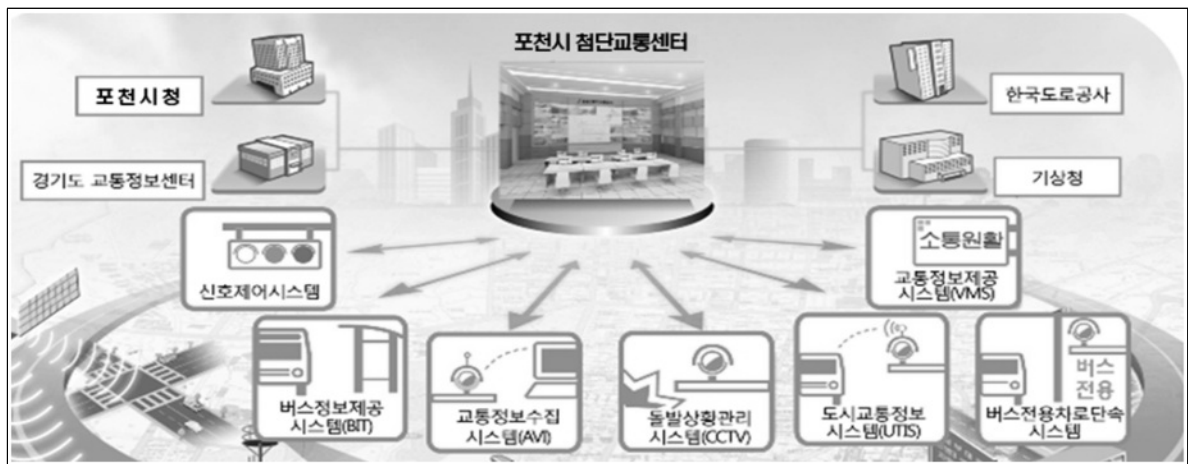 포천시 첨단교통센터
포천시청
한국도로공사
경기도 교통정보센터
기상청
신호제어시스템
소통원활
교통정보제공
시스템(VMS)
버스정보제공
시스템(BIT)
교통정보수집
시스템(AVI)
돌발상황관리
시스템(CCTV)
도시교통정보
시스템(UTIS)
버스
전용
버스전용차로단속
시스템